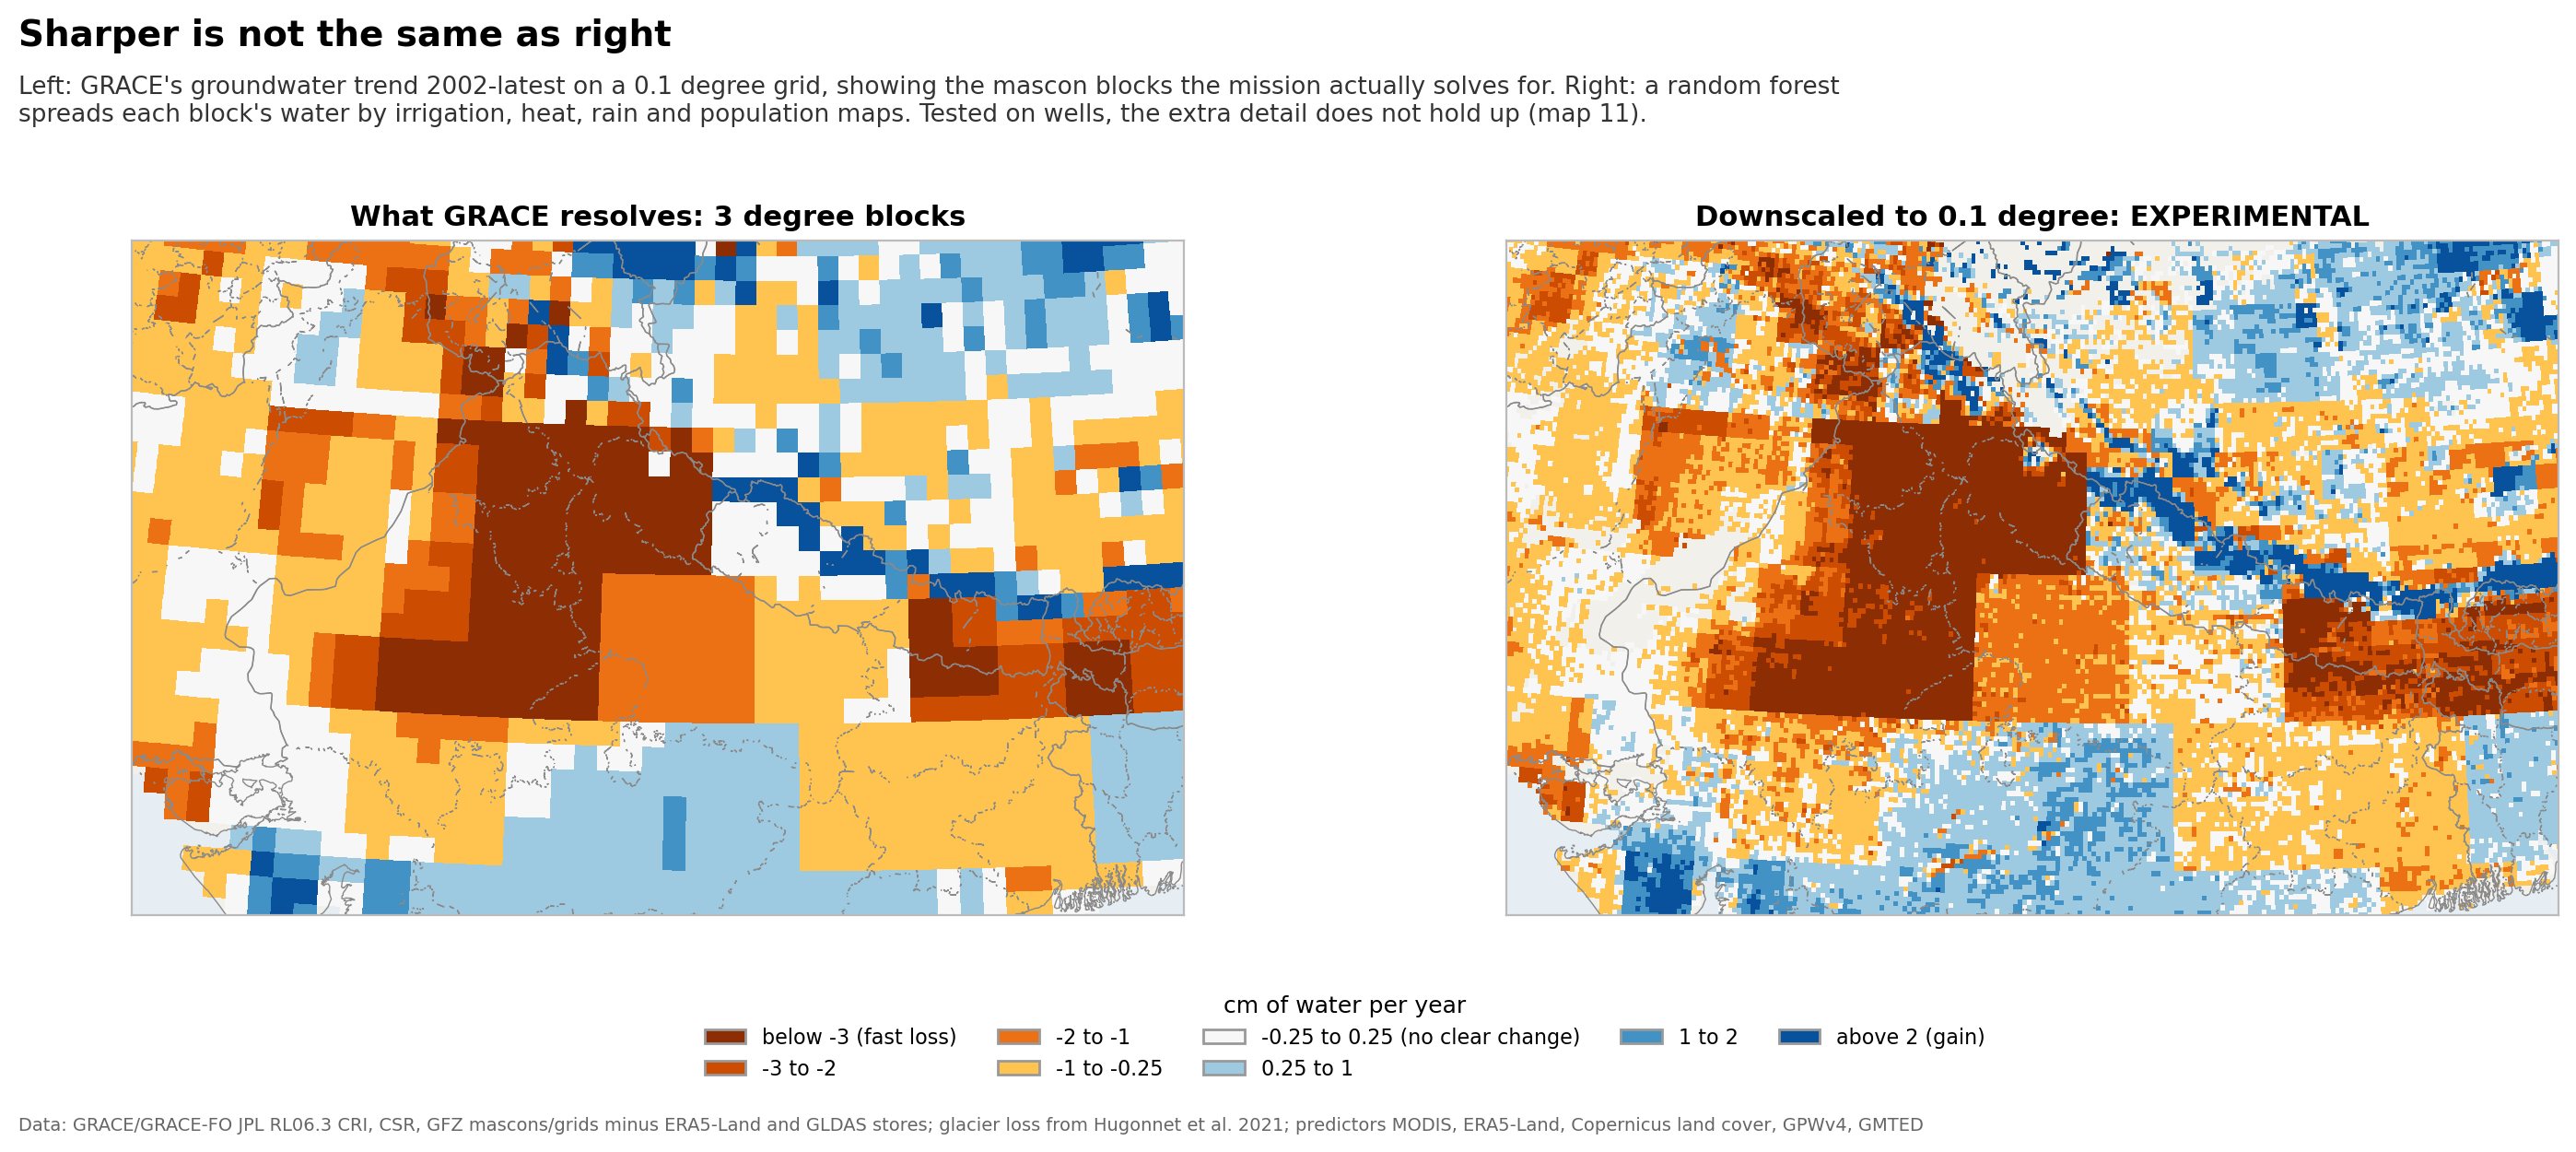 Sharper is not the same as right
Left: GRACE's groundwater trend 2002-latest on a 0.1 degree grid, showing the mascon blocks the mission actually solves for. Right: a random forest
spreads each block's water by irrigation, heat, rain and population maps. Tested on wells, the extra detail does not hold up (map 11).
What GRACE resolves: 3 degree blocks
Downscaled to 0.1 degree: EXPERIMENTAL
cm of water per year
below -3 (fast loss)
-3 to -2
-2 to -1
-1 to -0.25
-0.25 to 0.25 (no clear change)
0.25 to 1
1 to 2
above 2 (gain)
Data: GRACE/GRACE-FO JPL RL06.3 CRI, CSR, GFZ mascons/grids minus ERA5-Land and GLDAS stores; glacier loss from Hugonnet et al. 2021; predictors MODIS, ERA5-Land, Copernicus land cover, GPWv4, GMTED